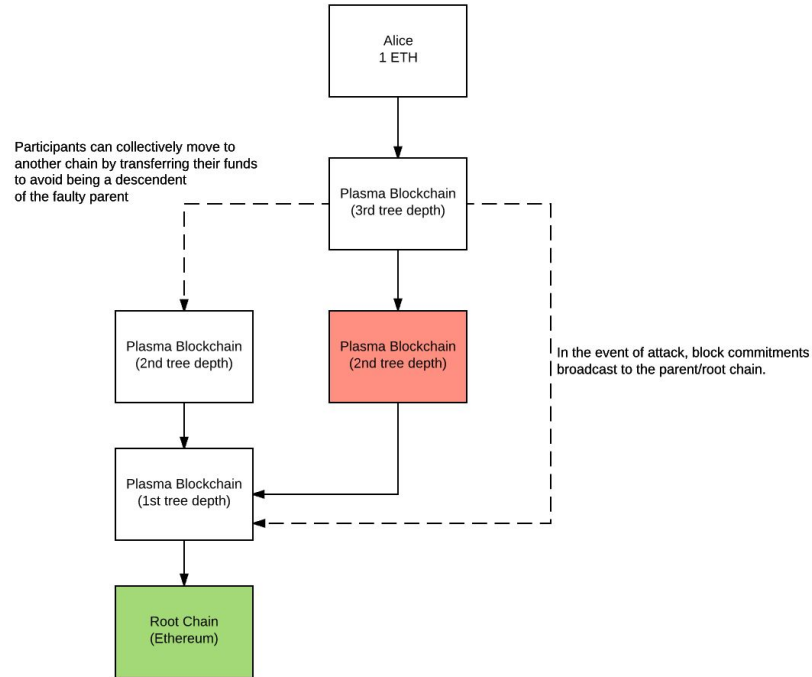 Alice
1 ETH
Participants can collectively move to
another chain by transferring their funds
to avoid being a descendent
of the faulty parent
Plasma Blockchain
(3rd tree depth)
Plasma Blockchain
(2nd tree depth)
Plasma Blockchain
(2nd tree depth)
In the event of attack, block commitments
broadcast to the parent/root chain.
Plasma Blockchain
(1st tree depth)
Root Chain
(Ethereum)